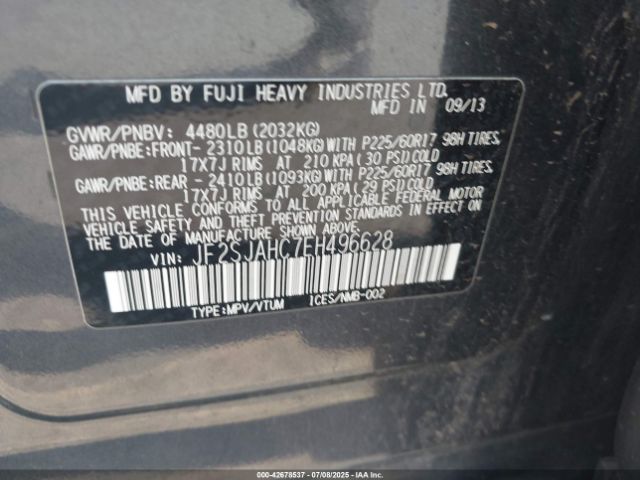 MFD BY FUJI HEAVY INDUSTRIES LTD.
MFD IN 09/13
GVWR/PNBV: 4480LB (2032KG)
GAWR/PNBE:FRONT- 2310LB (1048KG) WITH P225/60R17 98H TIRES,
17X7J RIMS AT 210 KPA (30 PSI) COLD
GAWR/PNBE:REAR - 2410LB (1093KG) WITH P225/60R17 98H TIRES,
17X7J RIMS AT 200 KPA (29 PSI) COLD
THIS VEHICLE CONFORMS TO ALL APPLICABLE FEDERAL MOTOR
VEHICLE SAFETY AND THEFT PREVENTION STANDARDS IN EFFECT
ON THE DATE OF MANUFACTURE SHOWN ABOVE.
VIN: JF2SJAHC7EH496628
TYPE:MPV/VTUM ICES/NMB-002
000-42678537 - 07/08/2025 - IAA INC.